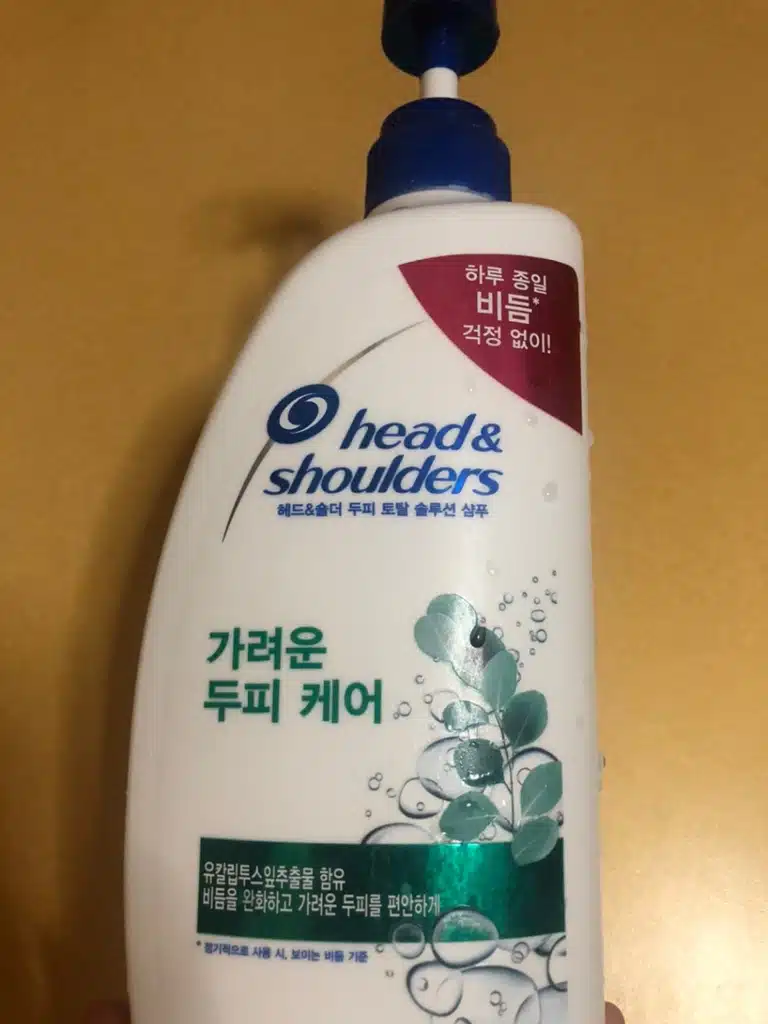 하루 종일
비듬*
걱정 없이!
head &
shoulders
헤드&숄더 두피 토탈 솔루션 샴푸
가려운
두피 케어
유칼립투스잎추출물 함유
비듬을 완화하고 가려운 두피를 편안하게
* 정기적으로 사용 시, 보이는 비듬 기준